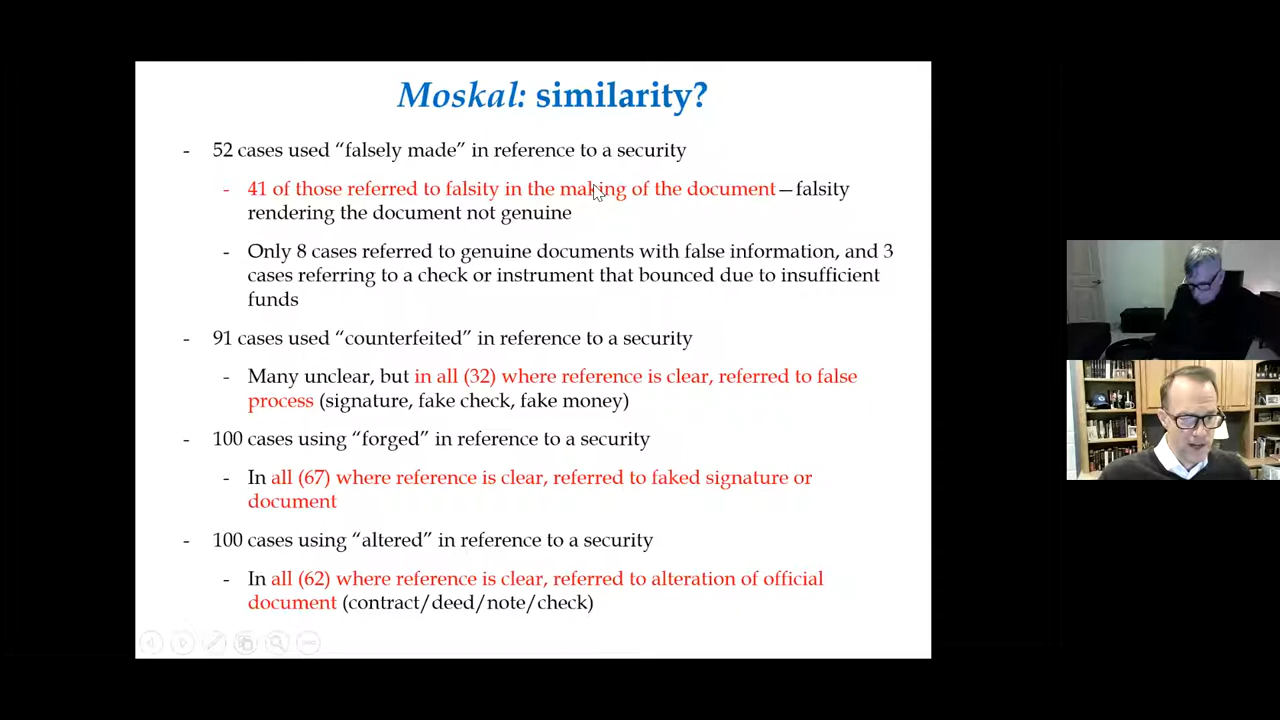 Moskal: similarity?
- 52 cases used “falsely made” in reference to a security
- 41 of those referred to falsity in the making of the document—falsity
rendering the document not genuine
- Only 8 cases referred to genuine documents with false information, and 3
cases referring to a check or instrument that bounced due to insufficient
funds
- 91 cases used “counterfeited” in reference to a security
- Many unclear, but in all (32) where reference is clear, referred to false
process (signature, fake check, fake money)
- 100 cases using “forged” in reference to a security
- In all (67) where reference is clear, referred to faked signature or
document
- 100 cases using “altered” in reference to a security
- In all (62) where reference is clear, referred to alteration of official
document (contract/deed/note/check)